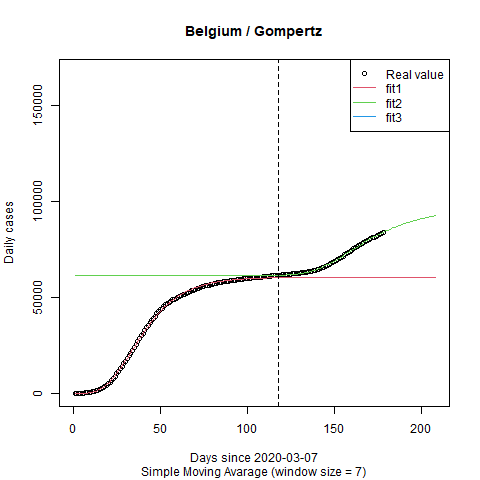 Belgium / Gompertz
Real value
fit1
fit2
fit3
Daily cases
150000
100000
50000
0
0 50 100 150 200
Days since 2020-03-07
Simple Moving Avarage (window size = 7)